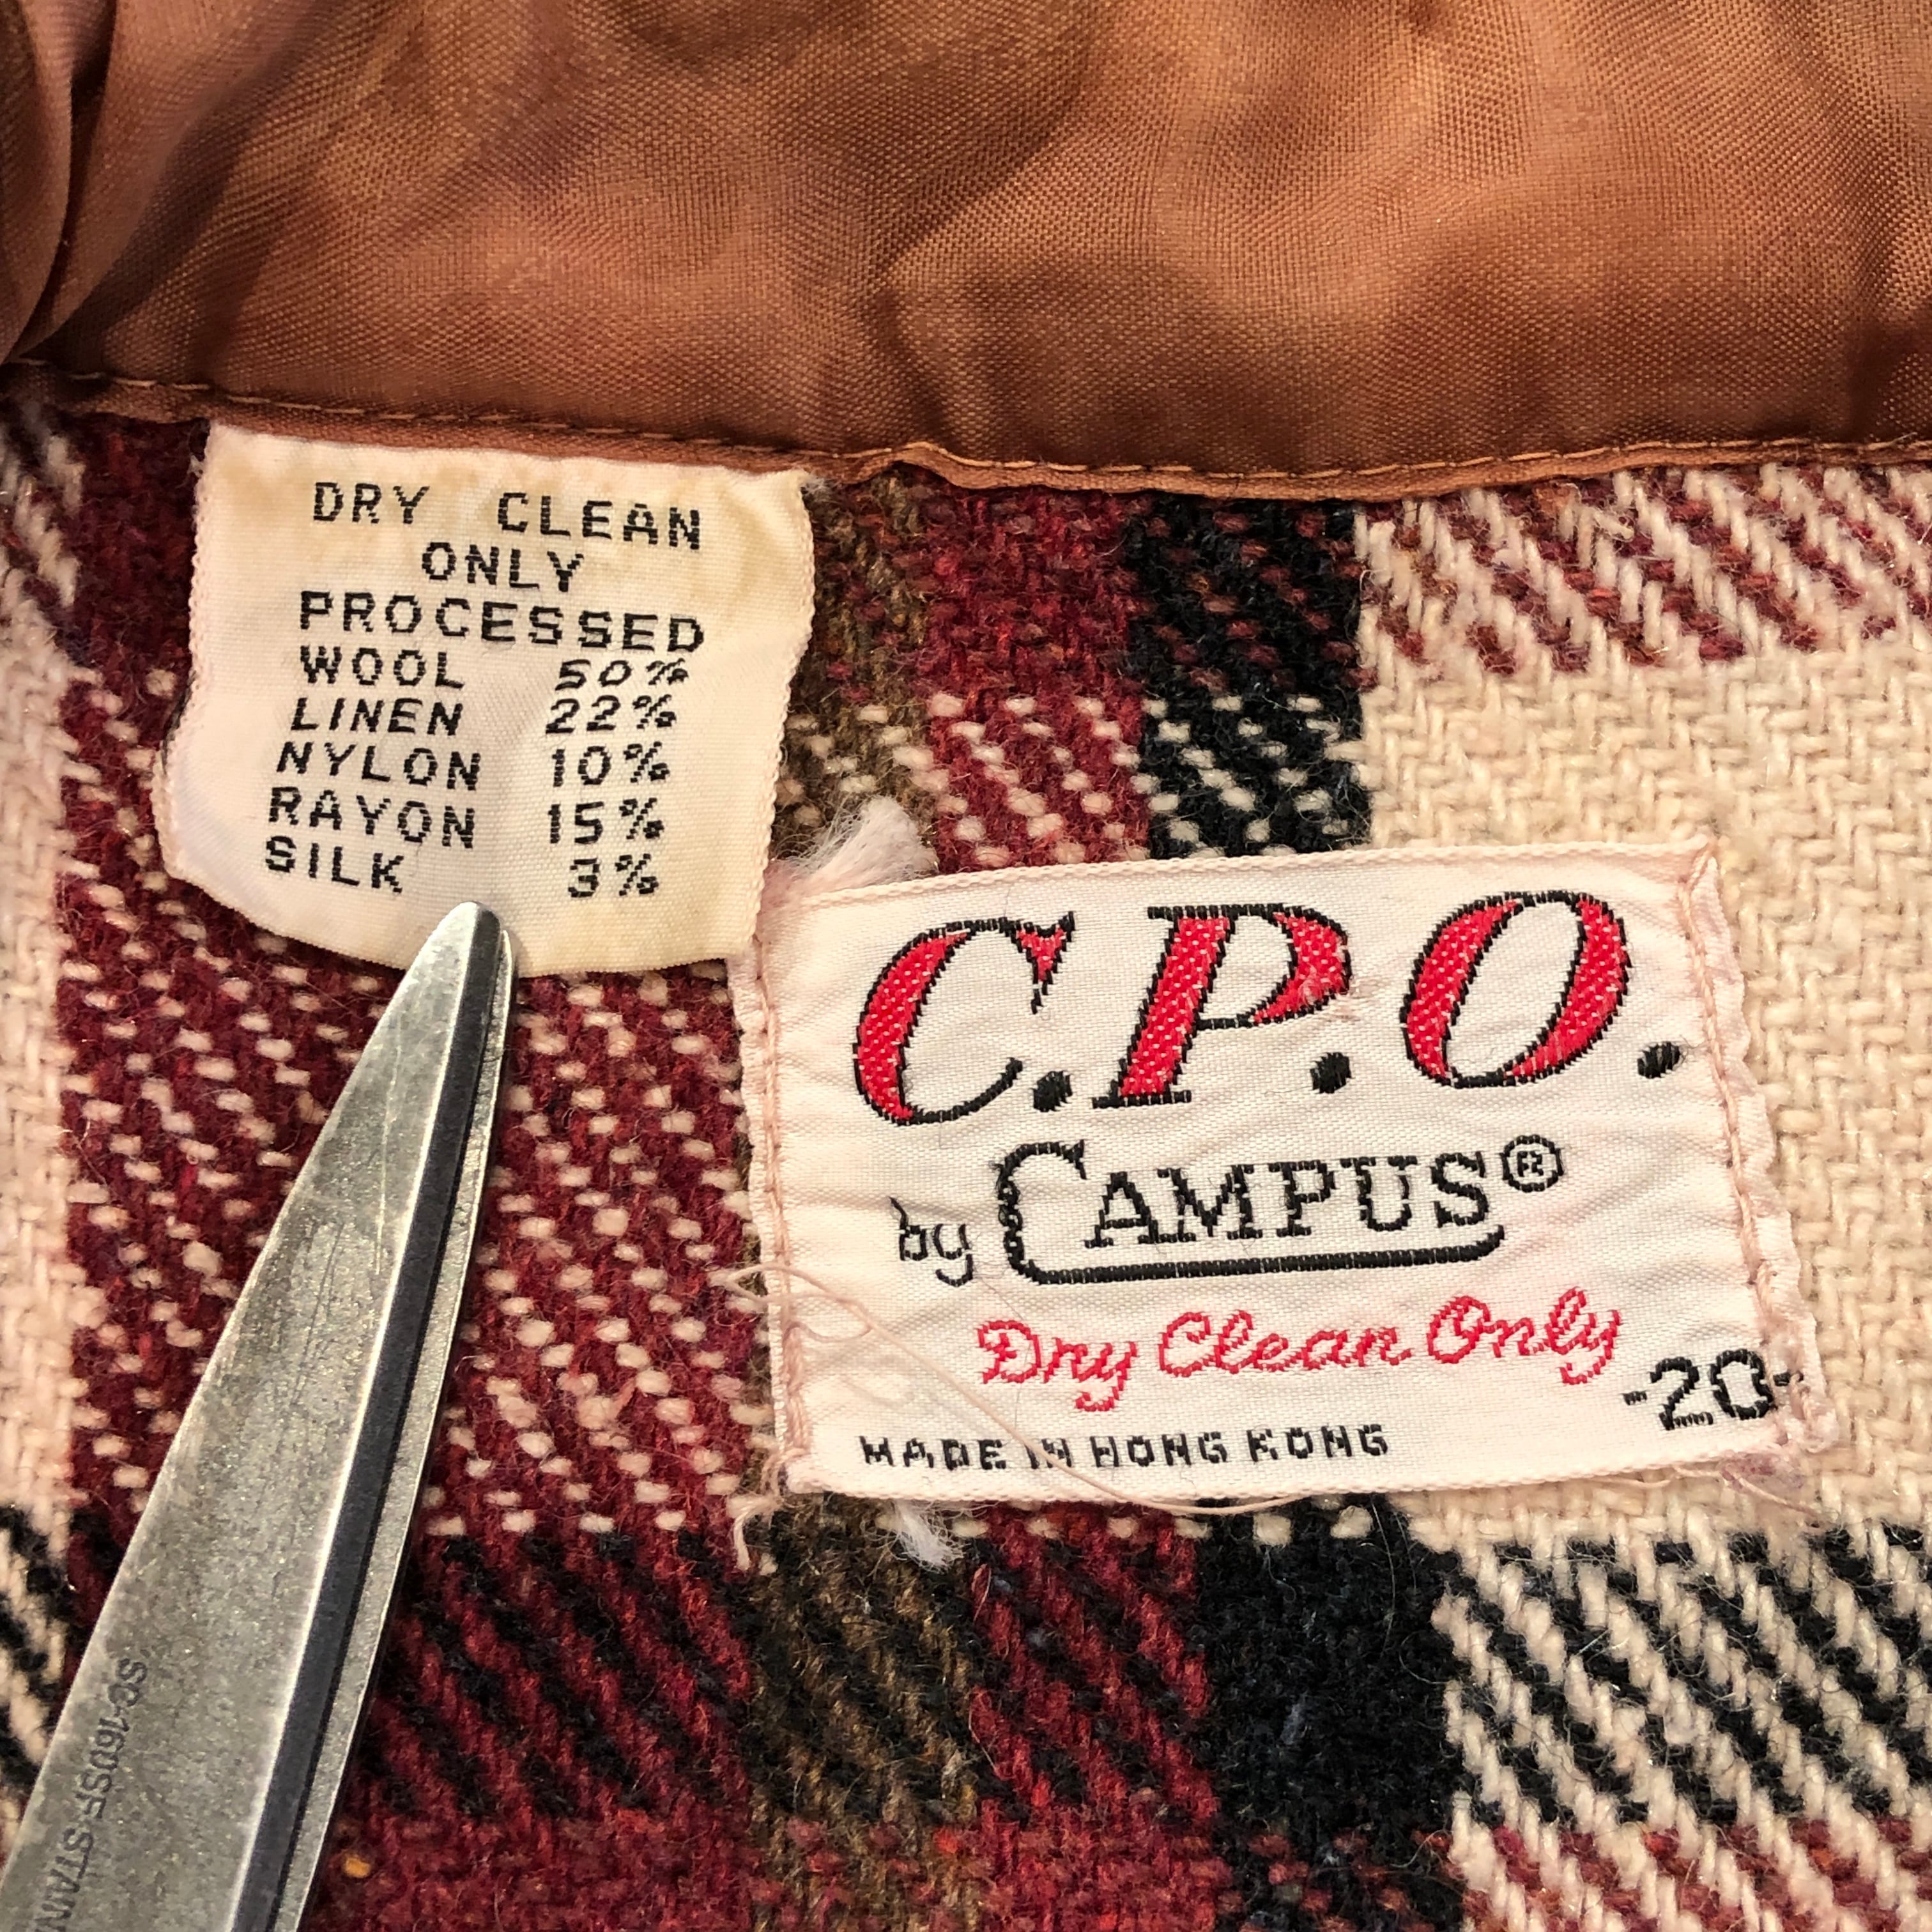 DRY CLEAN
ONLY
PROCESSED
WOOL 50%
LINEN 22%
NYLON 10%
RAYON 15%
SILK 3%
C.P.O.
by CAMPUS®
Dry Clean Only
-20-
MADE IN HONG KONG